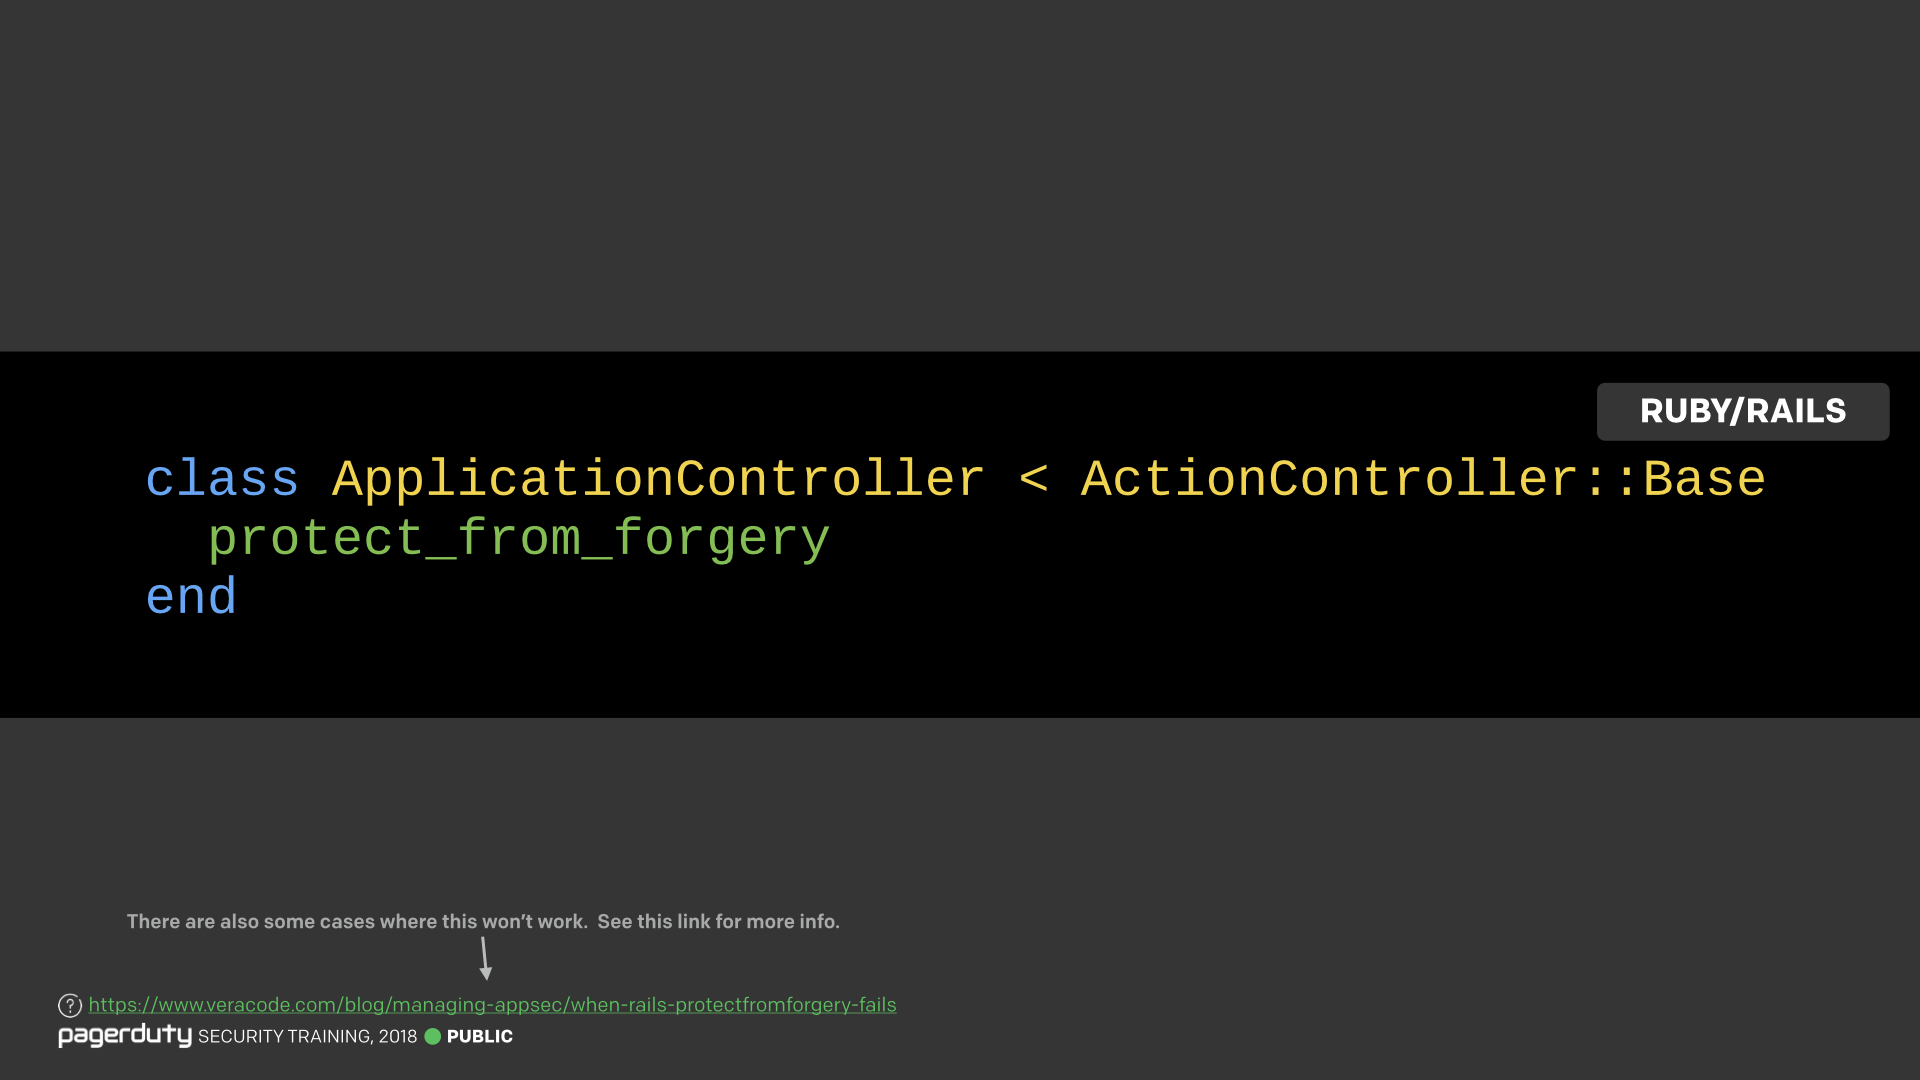 RUBY/RAILS
class ApplicationController < ActionController::Base
  protect_from_forgery
end
There are also some cases where this won’t work.  See this link for more info.
? https://www.veracode.com/blog/managing-appsec/when-rails-protectfromforgery-fails
pagerduty SECURITY TRAINING, 2018 PUBLIC